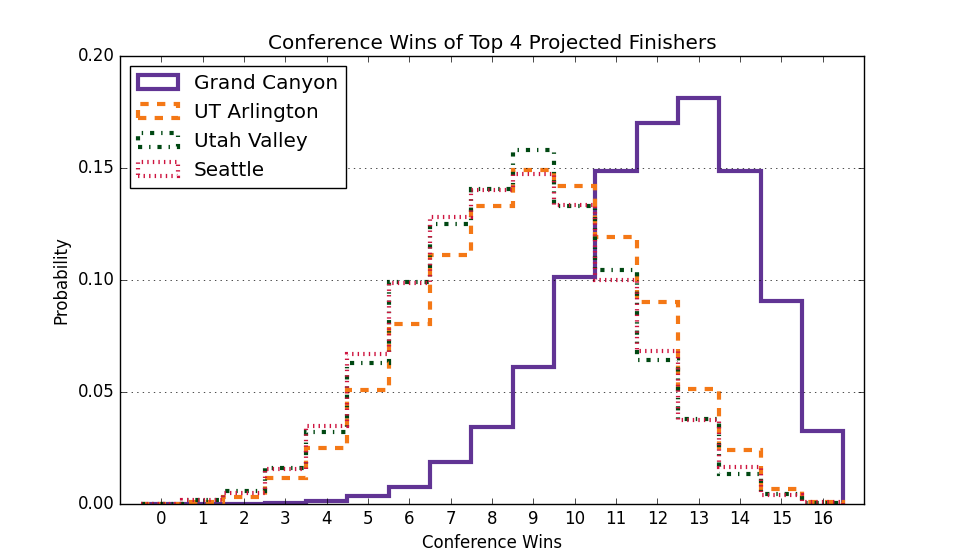 Conference Wins of Top 4 Projected Finishers
0.20
0.15
0.10
0.05
0.00
Probability
Grand Canyon
UT Arlington
Utah Valley
Seattle
0 1 2 3 4 5 6 7 8 9 10 11 12 13 14 15 16
Conference Wins